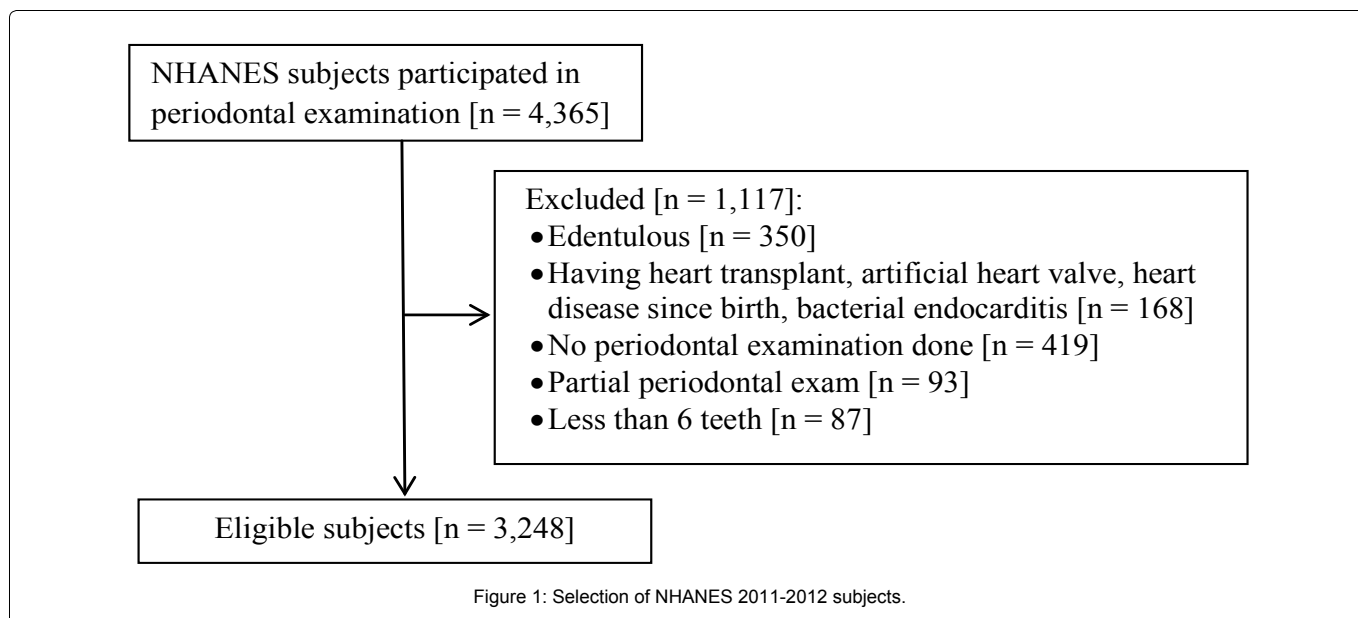 NHANES subjects participated in
periodontal examination [n = 4,365]
Excluded [n = 1,117]:
•Edentulous [n = 350]
•Having heart transplant, artificial heart valve, heart
disease since birth, bacterial endocarditis [n = 168]
•No periodontal examination done [n = 419]
•Partial periodontal exam [n = 93]
•Less than 6 teeth [n = 87]
Eligible subjects [n = 3,248]
Figure 1: Selection of NHANES 2011-2012 subjects.